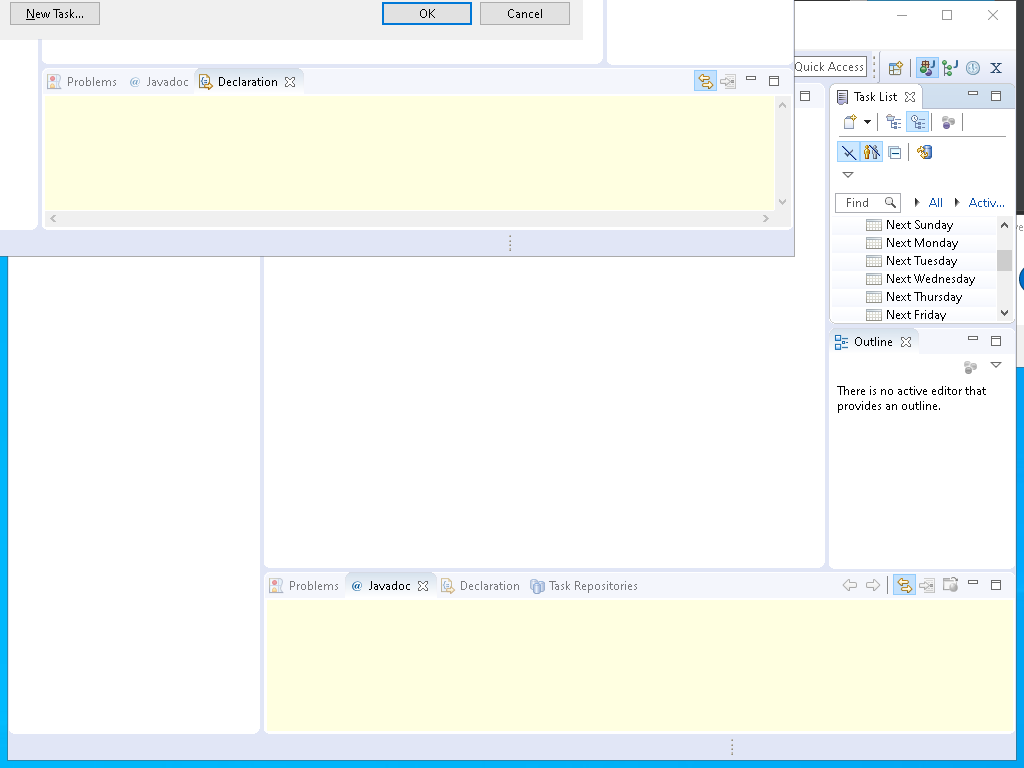 New Task...
OK
Cancel
Problems
@ Javadoc
Declaration
Quick Access
Task List
Find
All
Activ...
Next Sunday
Next Monday
Next Tuesday
Next Wednesday
Next Thursday
Next Friday
Outline
There is no active editor that
provides an outline.
Problems
@ Javadoc
Declaration
Task Repositories